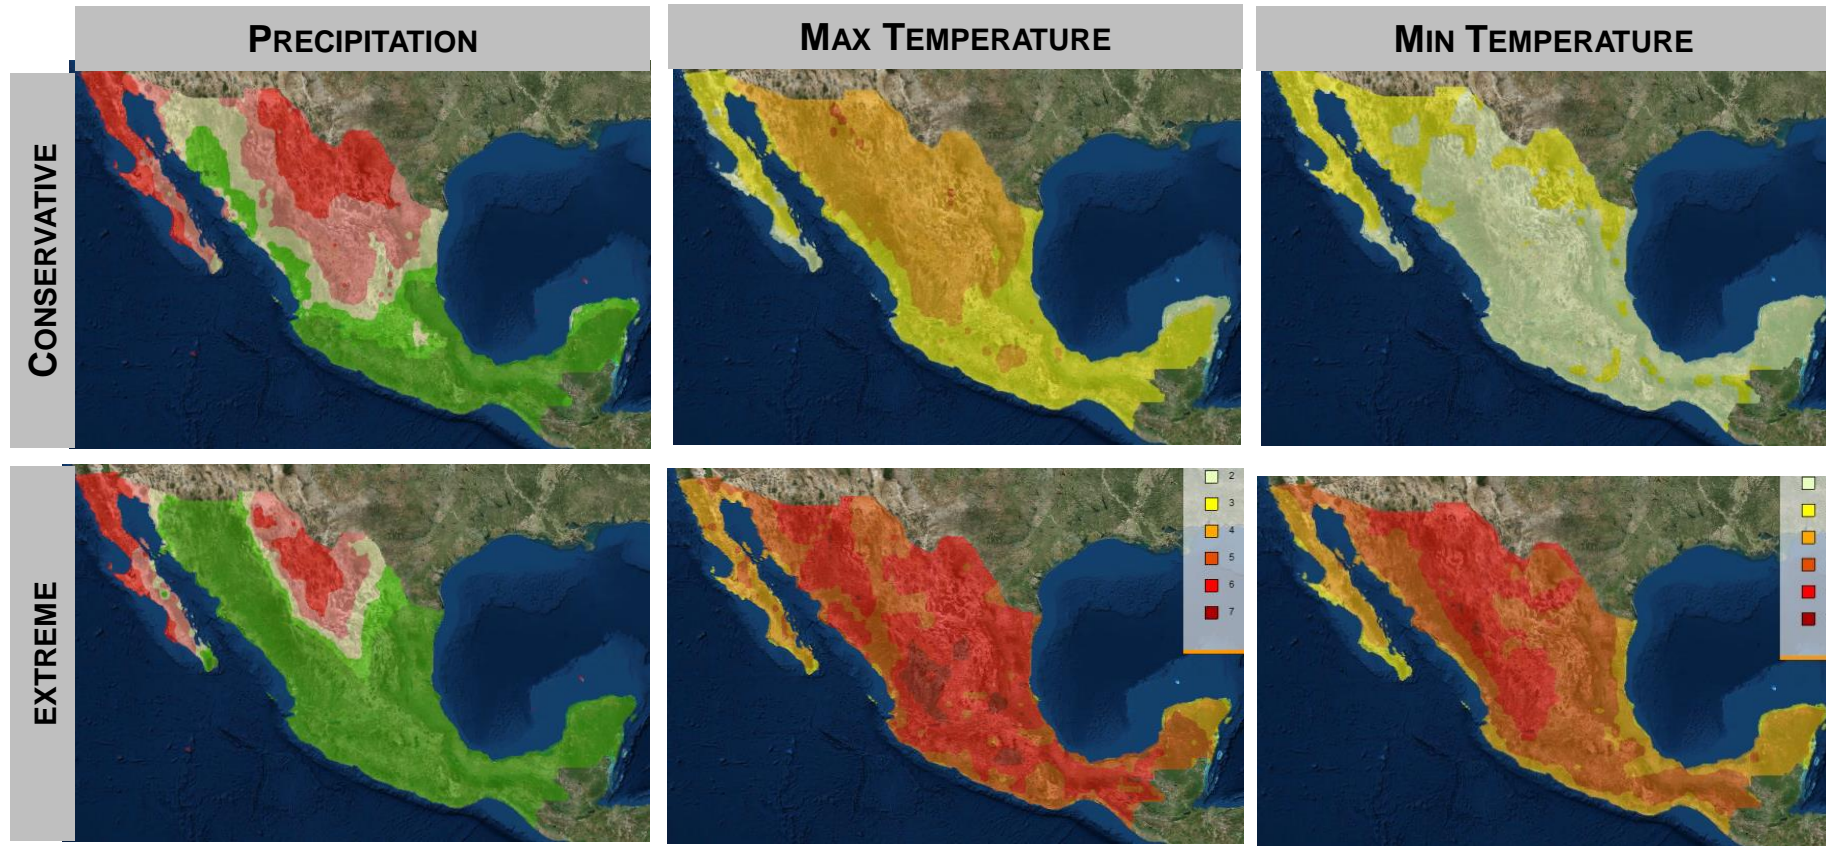 PRECIPITATION
MAX TEMPERATURE
MIN TEMPERATURE
CONSERVATIVE
EXTREME
2
3
4
5
6
7